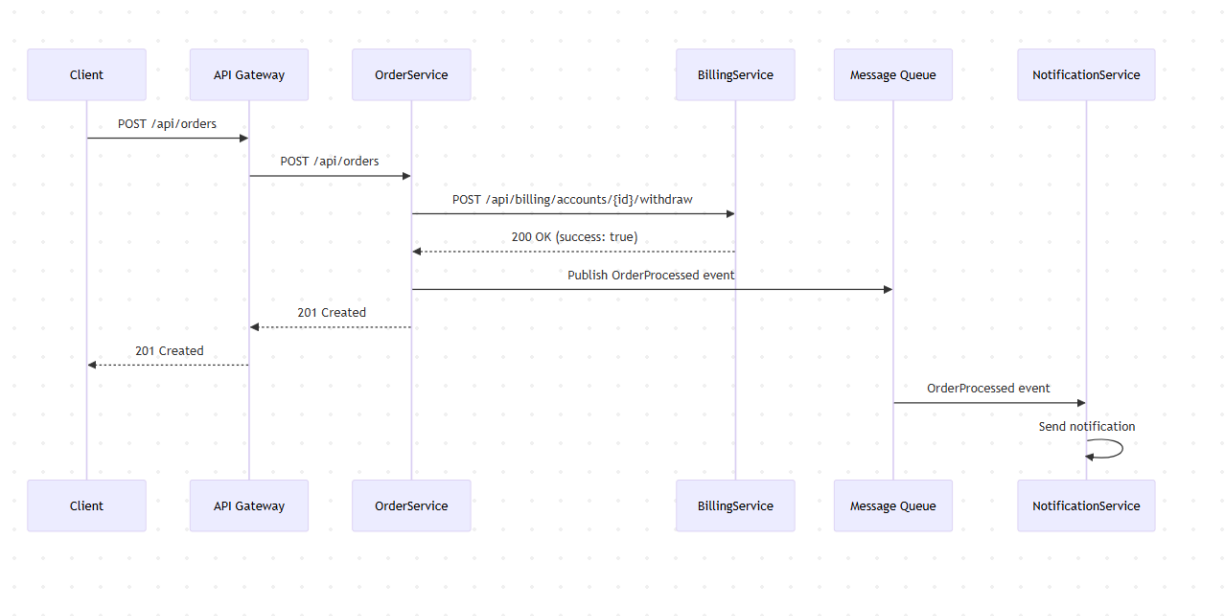 Client
API Gateway
OrderService
BillingService
Message Queue
NotificationService
POST /api/orders
POST /api/orders
POST /api/billing/accounts/{id}/withdraw
200 OK (success: true)
Publish OrderProcessed event
201 Created
201 Created
OrderProcessed event
Send notification
Client
API Gateway
OrderService
BillingService
Message Queue
NotificationService